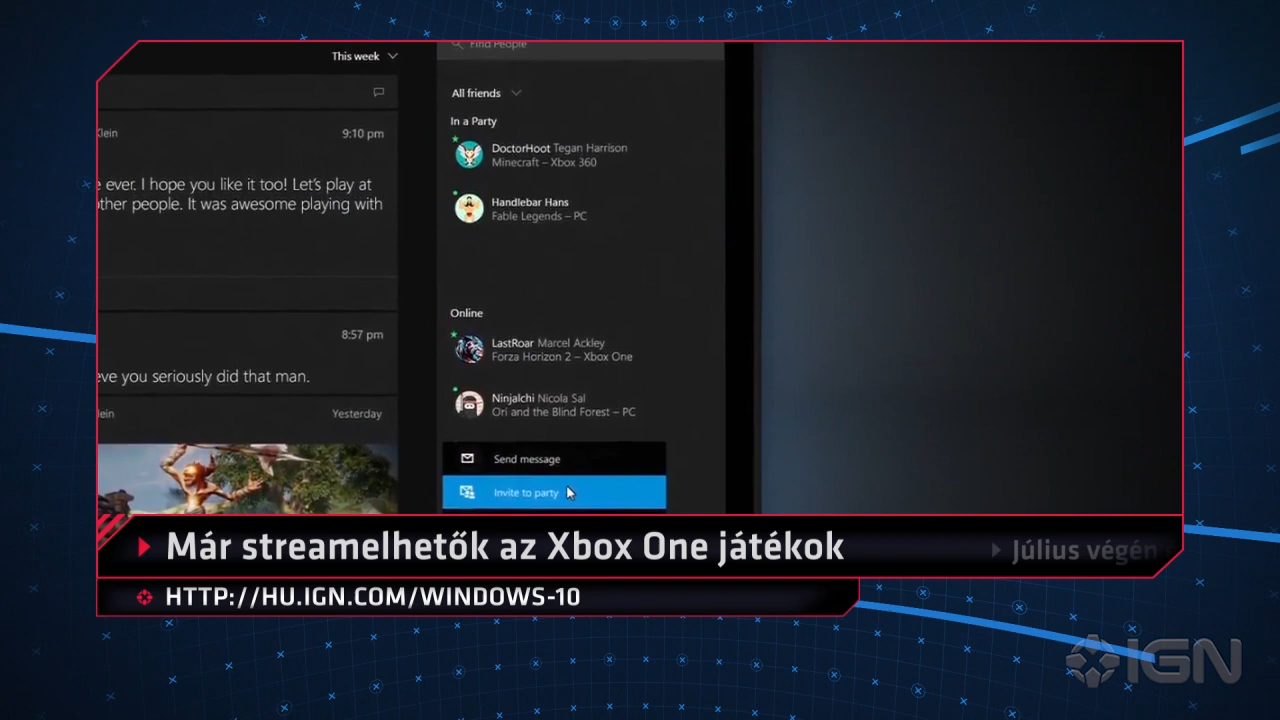 This week
Find People
All friends
In a Party
Klein
9:10 pm
DoctorHoot Tegan Harrison
Minecraft – Xbox 360
ever. I hope you like it too! Let's play at
other people. It was awesome playing with
Handlebar Hans
Fable Legends – PC
Online
8:57 pm
LastRoar Marcel Ackley
Forza Horizon 2 – Xbox One
eve you seriously did that man.
lein
Yesterday
Ninjalchi Nicola Sal
Ori and the Blind Forest – PC
Send message
Invite to party
Már streamelhetők az Xbox One játékok
Július végén
HTTP://HU.IGN.COM/WINDOWS-10
IGN